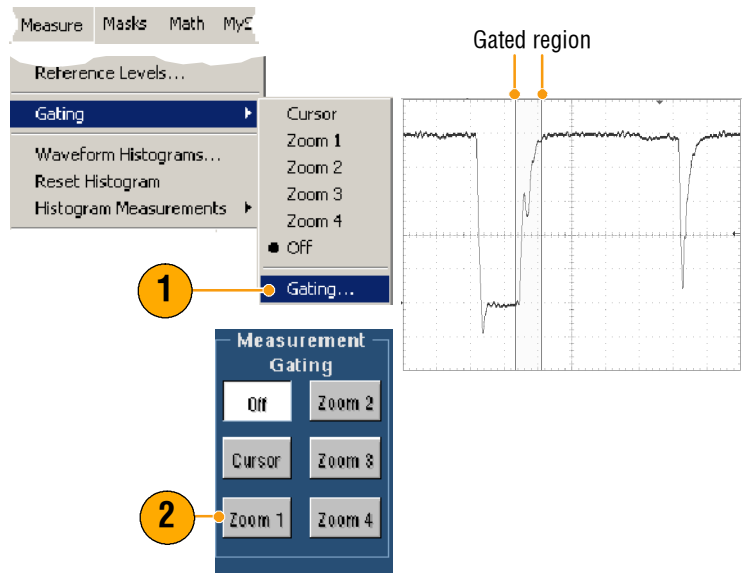 Measure Masks Math MyS
Reference Levels...
Gating
Waveform Histograms...
Reset Histogram
Histogram Measurements
Cursor
Zoom 1
Zoom 2
Zoom 3
Zoom 4
Off
Gating...
1
Gated region
Measurement
Gating
Off Zoom 2
Cursor Zoom 3
Zoom 1 Zoom 4
2